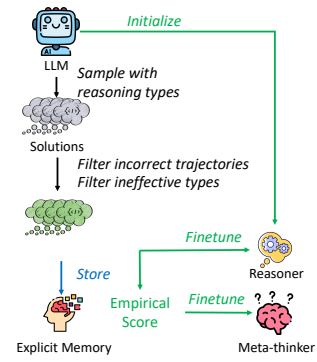 Initialize
AI
LLM
Sample with
reasoning types
Solutions
Filter incorrect trajectories
Filter ineffective types
Finetune
Reasoner
Store
Empirical
Score
Finetune
Explicit Memory
Meta-thinker